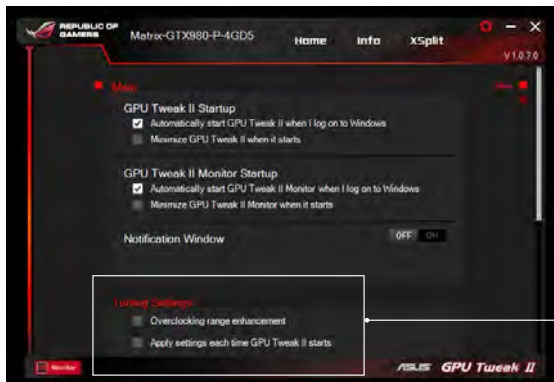 REPUBLIC OF
GAMERS
Matrix-GTX980-P-4GD5
Home
Info
XSplit
V1.0.7.0
Main
GPU Tweak II Startup
Automatically start GPU Tweak II when I log on to Windows
Minimize GPU Tweak II when it starts
GPU Tweak II Monitor Startup
Automatically start GPU Tweak II Monitor when I log on to Windows
Minimize GPU Tweak II Monitor when it starts
Notification Window
OFF
ON
Tuning Settings
Overclocking range enhancement
Apply settings each time GPU Tweak II starts
Monitor
ASUS GPU Tweak II